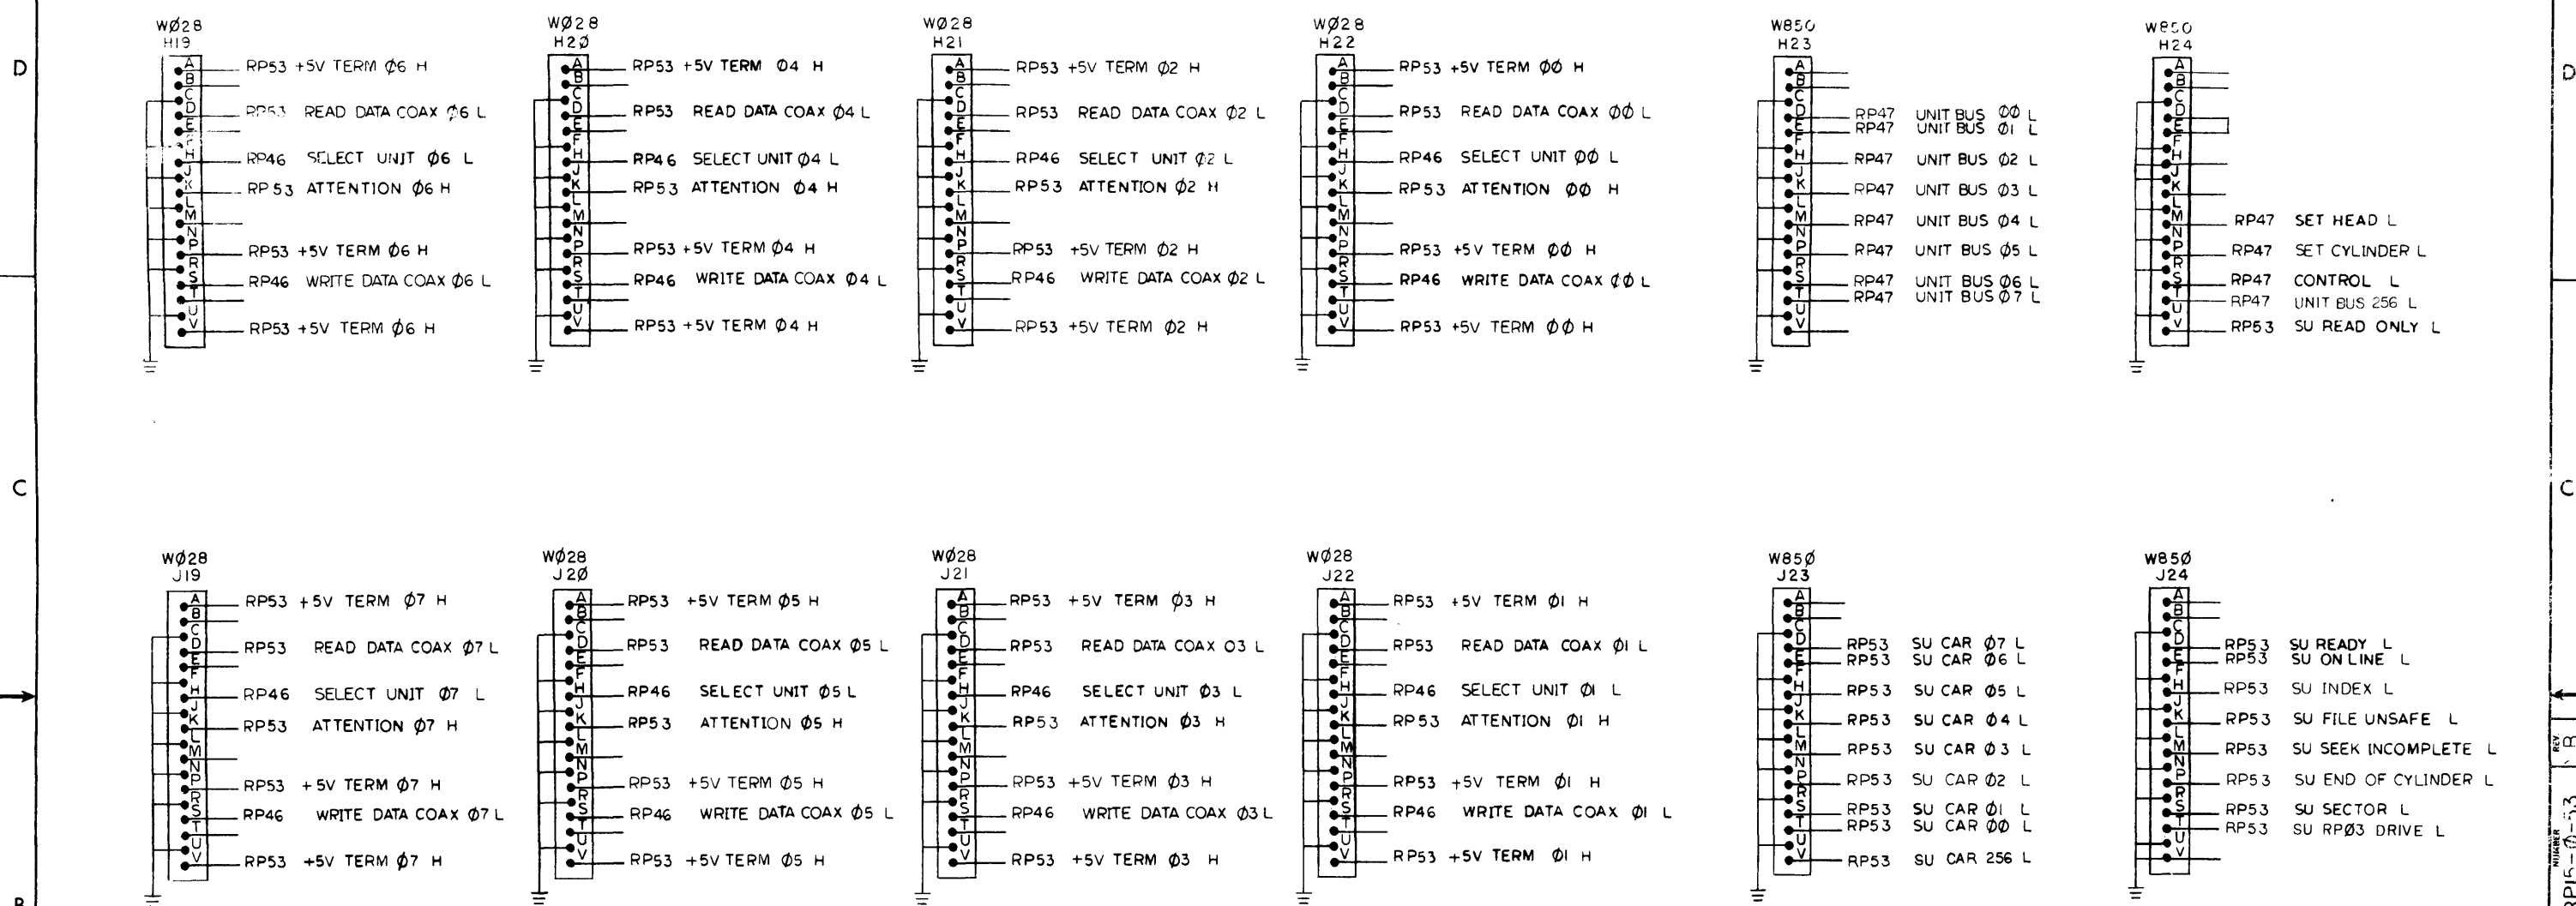 D
WØ28
H19
A
B
C
D
E
F
H
J
K
L
M
N
P
R
S
T
U
V
RP53 +5V TERM Ø6 H
RP53 READ DATA COAX Ø6 L
RP46 SELECT UNIT Ø6 L
RP53 ATTENTION Ø6 H
RP53 +5V TERM Ø6 H
RP46 WRITE DATA COAX Ø6 L
RP53 +5V TERM Ø6 H
WØ28
H2Ø
A
B
C
D
E
F
H
J
K
L
M
N
P
R
S
T
U
V
RP53 +5V TERM Ø4 H
RP53 READ DATA COAX Ø4 L
RP46 SELECT UNIT Ø4 L
RP53 ATTENTION Ø4 H
RP53 +5V TERM Ø4 H
RP46 WRITE DATA COAX Ø4 L
RP53 +5V TERM Ø4 H
WØ28
H21
A
B
C
D
E
F
H
J
K
L
M
N
P
R
S
T
U
V
RP53 +5V TERM Ø2 H
RP53 READ DATA COAX Ø2 L
RP46 SELECT UNIT Ø2 L
RP53 ATTENTION Ø2 H
RP53 +5V TERM Ø2 H
RP46 WRITE DATA COAX Ø2 L
RP53 +5V TERM Ø2 H
WØ28
H22
A
B
C
D
E
F
H
J
K
L
M
N
P
R
S
T
U
V
RP53 +5V TERM ØØ H
RP53 READ DATA COAX ØØ L
RP46 SELECT UNIT ØØ L
RP53 ATTENTION ØØ H
RP53 +5V TERM ØØ H
RP46 WRITE DATA COAX ØØ L
RP53 +5V TERM ØØ H
W850
H23
A
B
C
D
E
F
H
J
K
L
M
N
P
R
S
T
U
V
RP47 UNIT BUS ØØ L
RP47 UNIT BUS Ø1 L
RP47 UNIT BUS Ø2 L
RP47 UNIT BUS Ø3 L
RP47 UNIT BUS Ø4 L
RP47 UNIT BUS Ø5 L
RP47 UNIT BUS Ø6 L
RP47 UNIT BUS Ø7 L
W850
H24
A
B
C
D
E
F
H
J
K
L
M
N
P
R
S
T
U
V
RP47 SET HEAD L
RP47 SET CYLINDER L
RP47 CONTROL L
RP47 UNIT BUS 256 L
RP53 SU READ ONLY L
D
C
C
WØ28
J19
A
B
C
D
E
F
H
J
K
L
M
N
P
R
S
T
U
V
RP53 +5V TERM Ø7 H
RP53 READ DATA COAX Ø7 L
RP46 SELECT UNIT Ø7 L
RP53 ATTENTION Ø7 H
RP53 +5V TERM Ø7 H
RP46 WRITE DATA COAX Ø7 L
RP53 +5V TERM Ø7 H
WØ28
J2Ø
A
B
C
D
E
F
H
J
K
L
M
N
P
R
S
T
U
V
RP53 +5V TERM Ø5 H
RP53 READ DATA COAX Ø5 L
RP46 SELECT UNIT Ø5 L
RP53 ATTENTION Ø5 H
RP53 +5V TERM Ø5 H
RP46 WRITE DATA COAX Ø5 L
RP53 +5V TERM Ø5 H
WØ28
J21
A
B
C
D
E
F
H
J
K
L
M
N
P
R
S
T
U
V
RP53 +5V TERM Ø3 H
RP53 READ DATA COAX O3 L
RP46 SELECT UNIT Ø3 L
RP53 ATTENTION Ø3 H
RP53 +5V TERM Ø3 H
RP46 WRITE DATA COAX Ø3 L
RP53 +5V TERM Ø3 H
WØ28
J22
A
B
C
D
E
F
H
J
K
L
M
N
P
R
S
T
U
V
RP53 +5V TERM Ø1 H
RP53 READ DATA COAX Ø1 L
RP46 SELECT UNIT Ø1 L
RP53 ATTENTION Ø1 H
RP53 +5V TERM Ø1 H
RP46 WRITE DATA COAX Ø1 L
RP53 +5V TERM Ø1 H
W85Ø
J23
A
B
C
D
E
F
H
J
K
L
M
N
P
R
S
T
U
V
RP53 SU CAR Ø7 L
RP53 SU CAR Ø6 L
RP53 SU CAR Ø5 L
RP53 SU CAR Ø4 L
RP53 SU CAR Ø3 L
RP53 SU CAR Ø2 L
RP53 SU CAR Ø1 L
RP53 SU CAR ØØ L
RP53 SU CAR 256 L
W85Ø
J24
A
B
C
D
E
F
H
J
K
L
M
N
P
R
S
T
U
V
RP53 SU READY L
RP53 SU ON LINE L
RP53 SU INDEX L
RP53 SU FILE UNSAFE L
RP53 SU SEEK INCOMPLETE L
RP53 SU END OF CYLINDER L
RP53 SU SECTOR L
RP53 SU RPØ3 DRIVE L
REV.
B
NUMBER
RP15-Ø-53
B